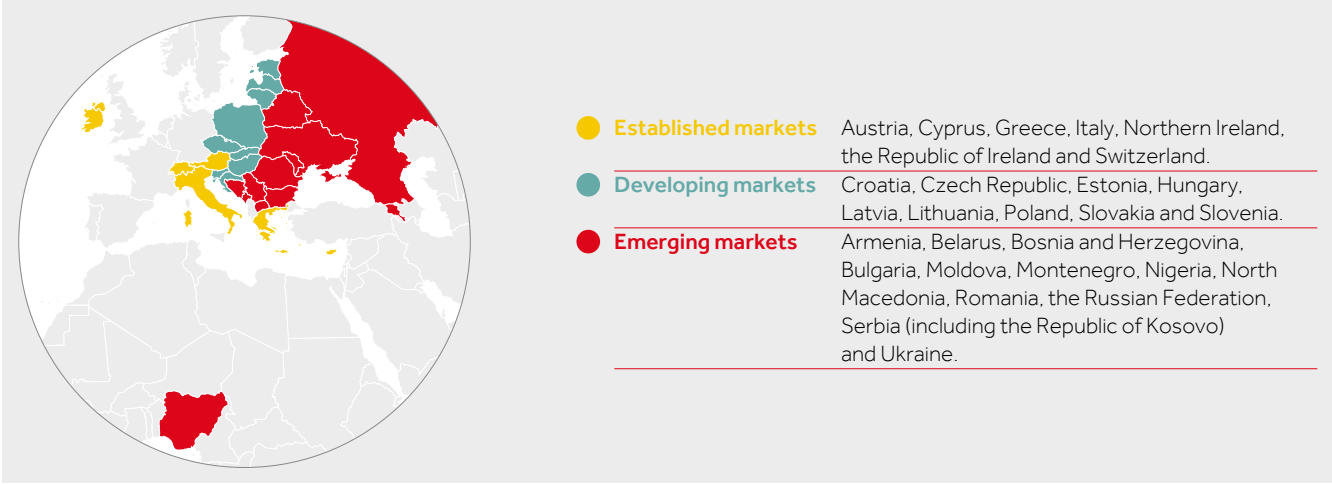 Established markets Austria, Cyprus, Greece, Italy, Northern Ireland,
the Republic of Ireland and Switzerland.
Developing markets Croatia, Czech Republic, Estonia, Hungary,
Latvia, Lithuania, Poland, Slovakia and Slovenia.
Emerging markets Armenia, Belarus, Bosnia and Herzegovina,
Bulgaria, Moldova, Montenegro, Nigeria, North
Macedonia, Romania, the Russian Federation,
Serbia (including the Republic of Kosovo)
and Ukraine.